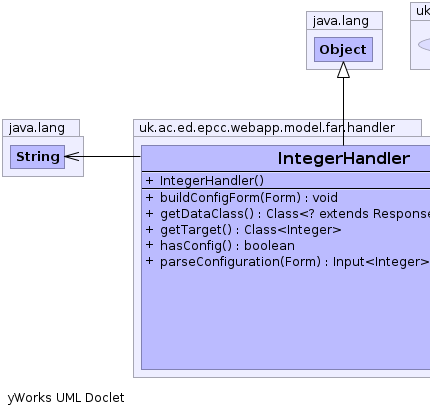 uk
java.lang
Object
java.lang
String
uk.ac.ed.epcc.webapp.model.far.handler
IntegerHandler
+ IntegerHandler()
+ buildConfigForm(Form) : void
+ getDataClass() : Class<? extends Response
+ getTarget() : Class<Integer>
+ hasConfig() : boolean
+ parseConfiguration(Form) : Input<Integer>
yWorks UML Doclet